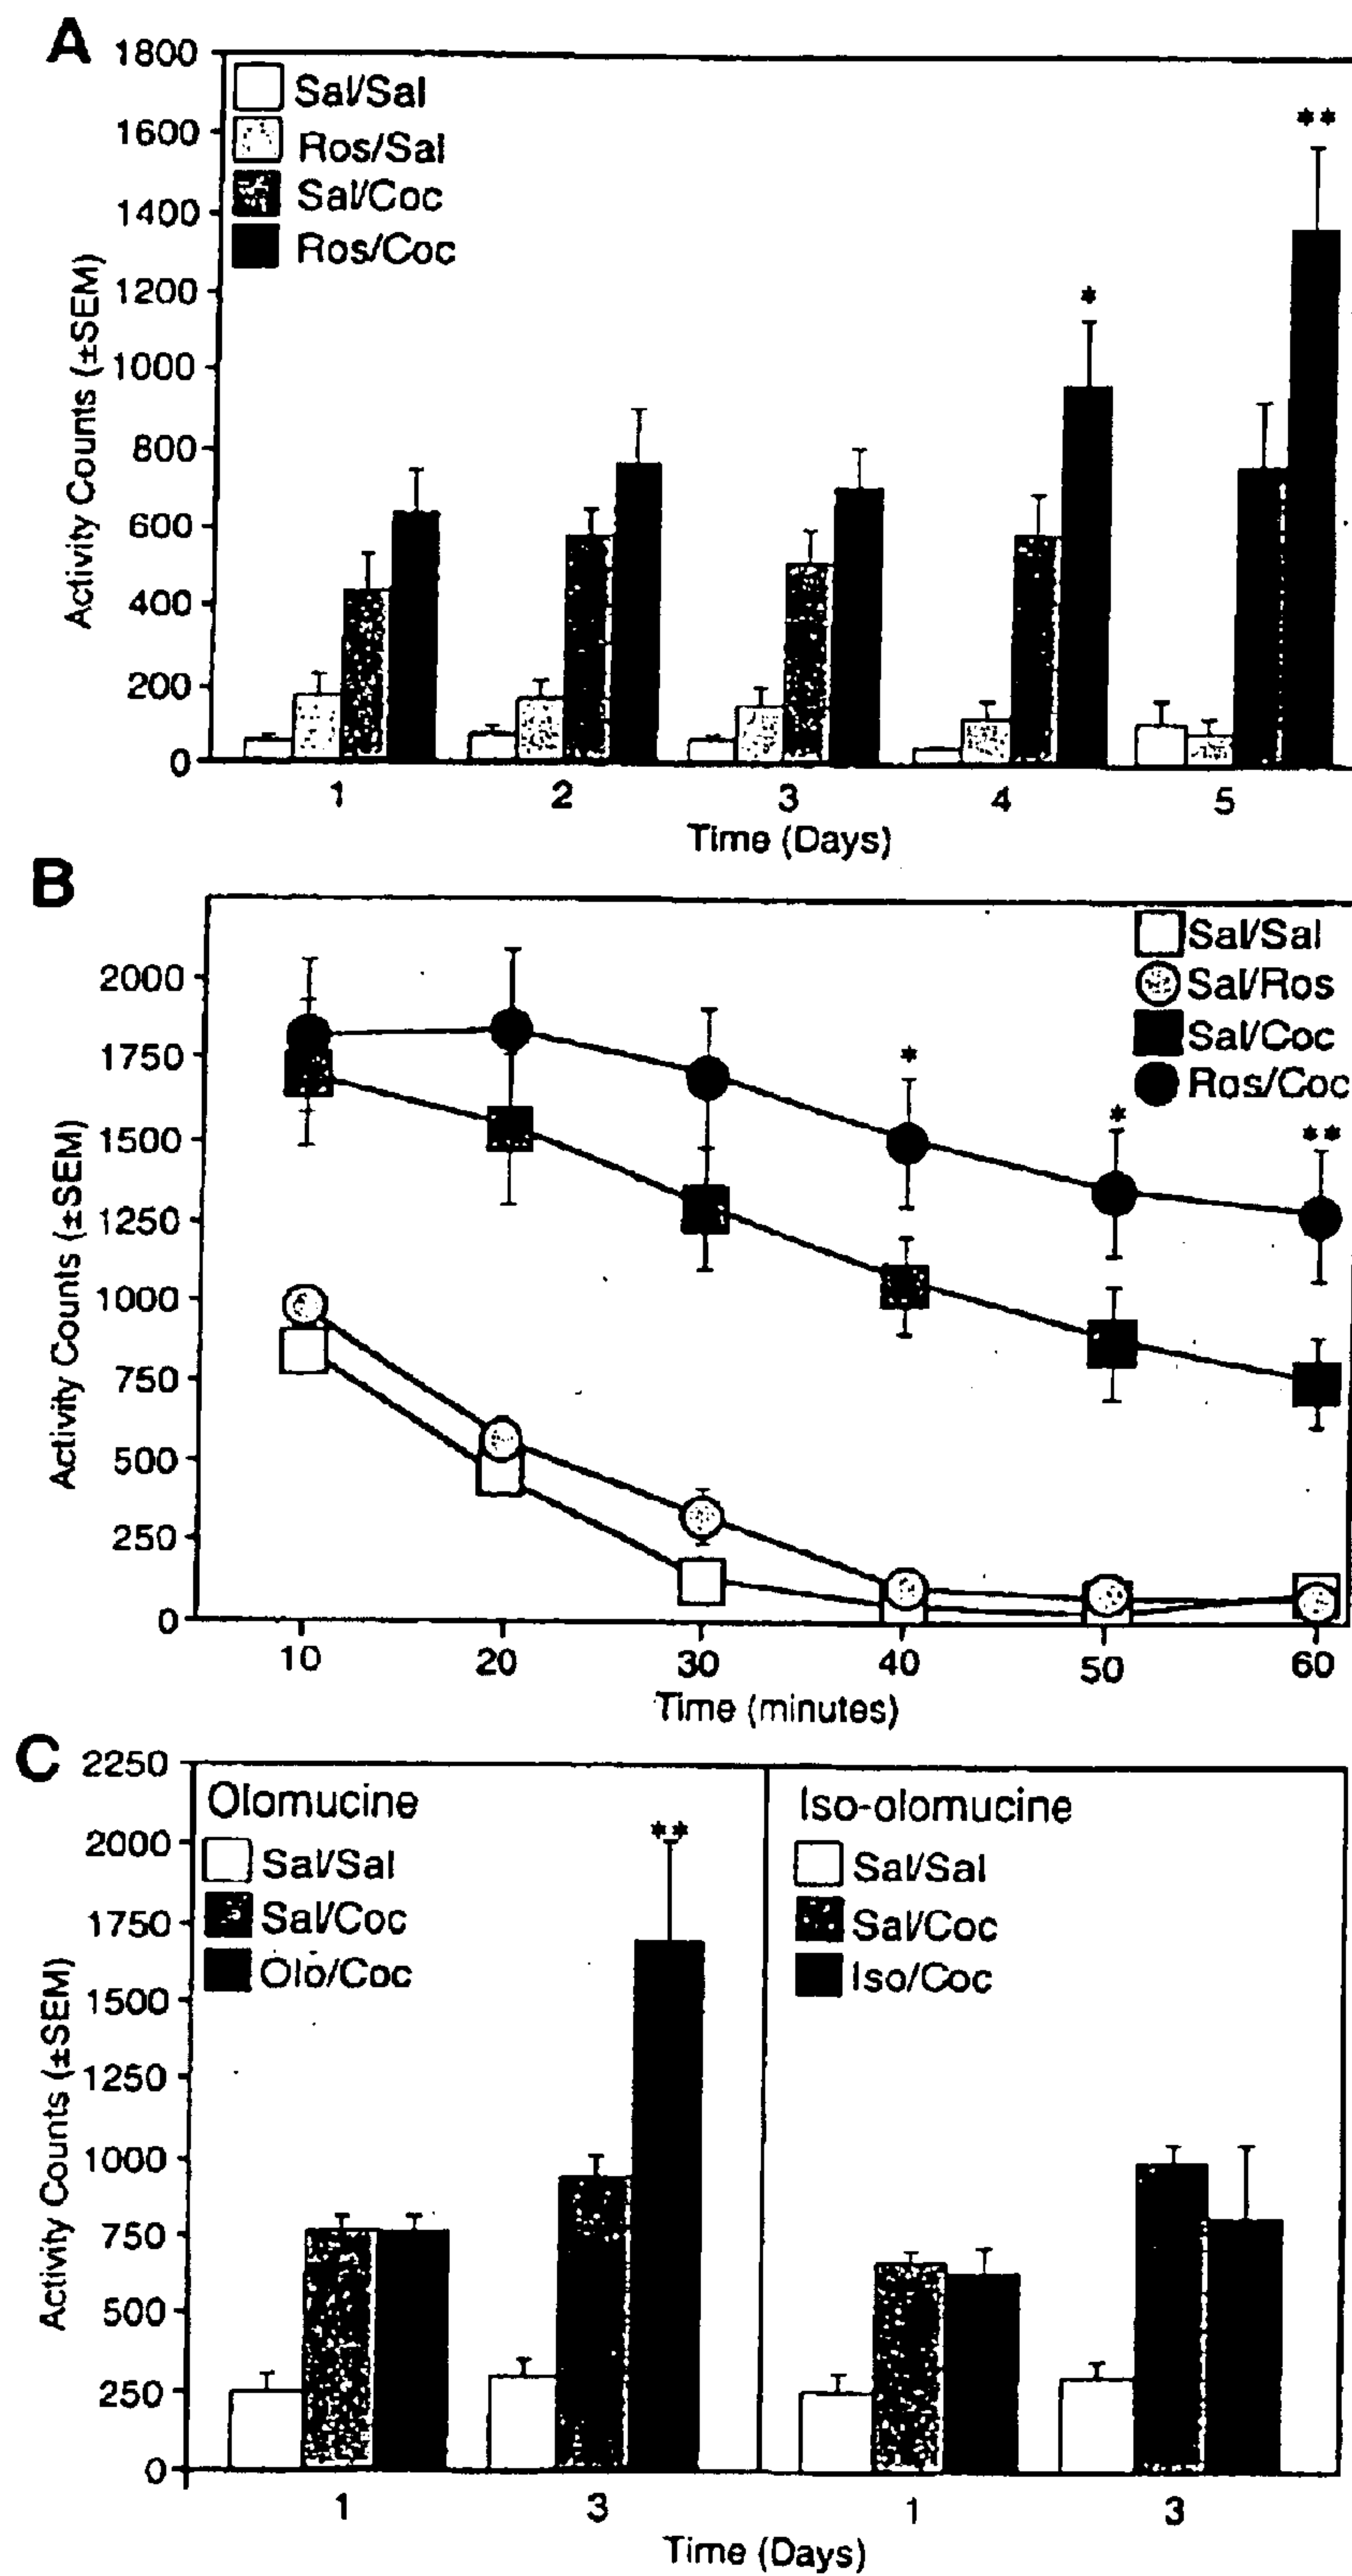 A
1800
1600
1400
1200
1000
800
600
400
200
0
Activity Counts (±SEM)
Sal/Sal
Ros/Sal
Sal/Coc
Ros/Coc
*
**
1 2 3 4 5
Time (Days)
B
2000
1750
1500
1250
1000
750
500
250
0
Activity Counts (±SEM)
Sal/Sal
Sal/Ros
Sal/Coc
Ros/Coc
*
*
**
10 20 30 40 50 60
Time (minutes)
C
2250
2000
1750
1500
1250
1000
750
500
250
0
Activity Counts (±SEM)
Olomucine
Sal/Sal
Sal/Coc
Olo/Coc
**
Iso-olomucine
Sal/Sal
Sal/Coc
Iso/Coc
1 3 1 3
Time (Days)